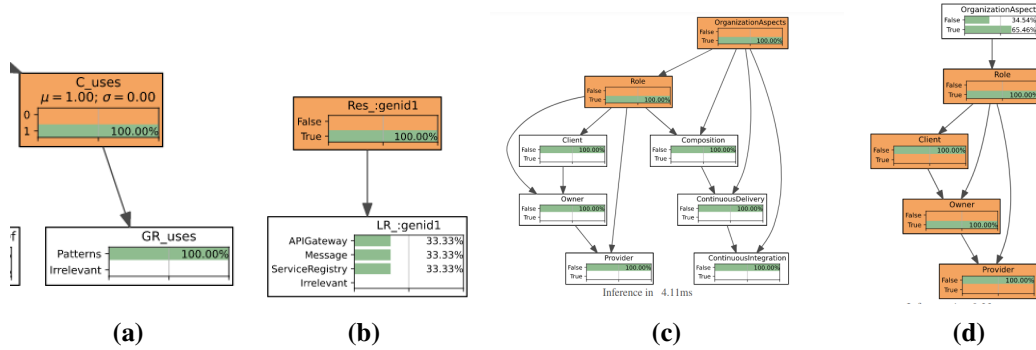 C_uses
μ = 1.00; σ = 0.00
0
1 100.00%
GR_uses
Patterns 100.00%
Irrelevant
(a)
Res_:genid1
False
True 100.00%
LR_:genid1
APIGateway 33.33%
Message 33.33%
ServiceRegistry 33.33%
Irrelevant
(b)
OrganizationAspects
False
True 100.00%
Role
False
True 100.00%
Client
False 100.00%
True
Composition
False 100.00%
True
Owner
False 100.00%
True
ContinuousDelivery
False 100.00%
True
Provider
False 100.00%
True
ContinuousIntegration
False 100.00%
True
Inference in 4.11ms
(c)
OrganizationAspect
False 34.54%
True 65.46%
Role
False
True 100.00%
Client
False 100.00%
True
Owner
False
True 100.00%
Provider
False 100.00%
True
(d)